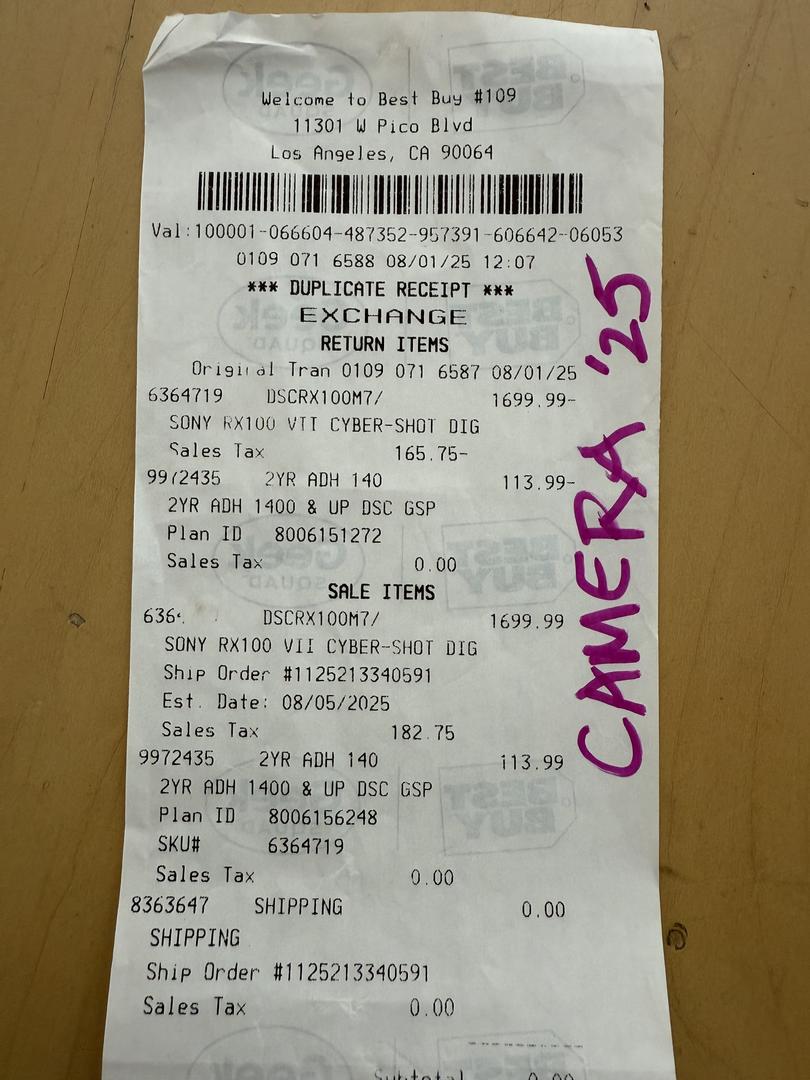 Welcome to Best Buy #109
11301 W Pico Blvd
Los Angeles, CA 90064
Val:100001-066604-487352-957391-606642-06053
0109 071 6588 08/01/25 12:07
*** DUPLICATE RECEIPT ***
EXCHANGE
RETURN ITEMS
Original Tran 0109 071 6587 08/01/25
6364719 DSCRX100M7/ 1699.99-
SONY RX100 VII CYBER-SHOT DIG
Sales Tax 165.75-
9972435 2YR ADH 140 113.99-
2YR ADH 1400 & UP DSC GSP
Plan ID 8006151272
Sales Tax 0.00
SALE ITEMS
DSCRX100M7/ 1699.99
SONY RX100 VII CYBER-SHOT DIG
Ship Order #1125213340591
Est. Date: 08/05/2025
Sales Tax 182.75
9972435 2YR ADH 140 113.99
2YR ADH 1400 & UP DSC GSP
Plan ID 8006156248
SKU# 6364719
Sales Tax 0.00
8363647 SHIPPING 0.00
SHIPPING
Ship Order #1125213340591
Sales Tax 0.00
Subtotal 0.00
CAMERA '25